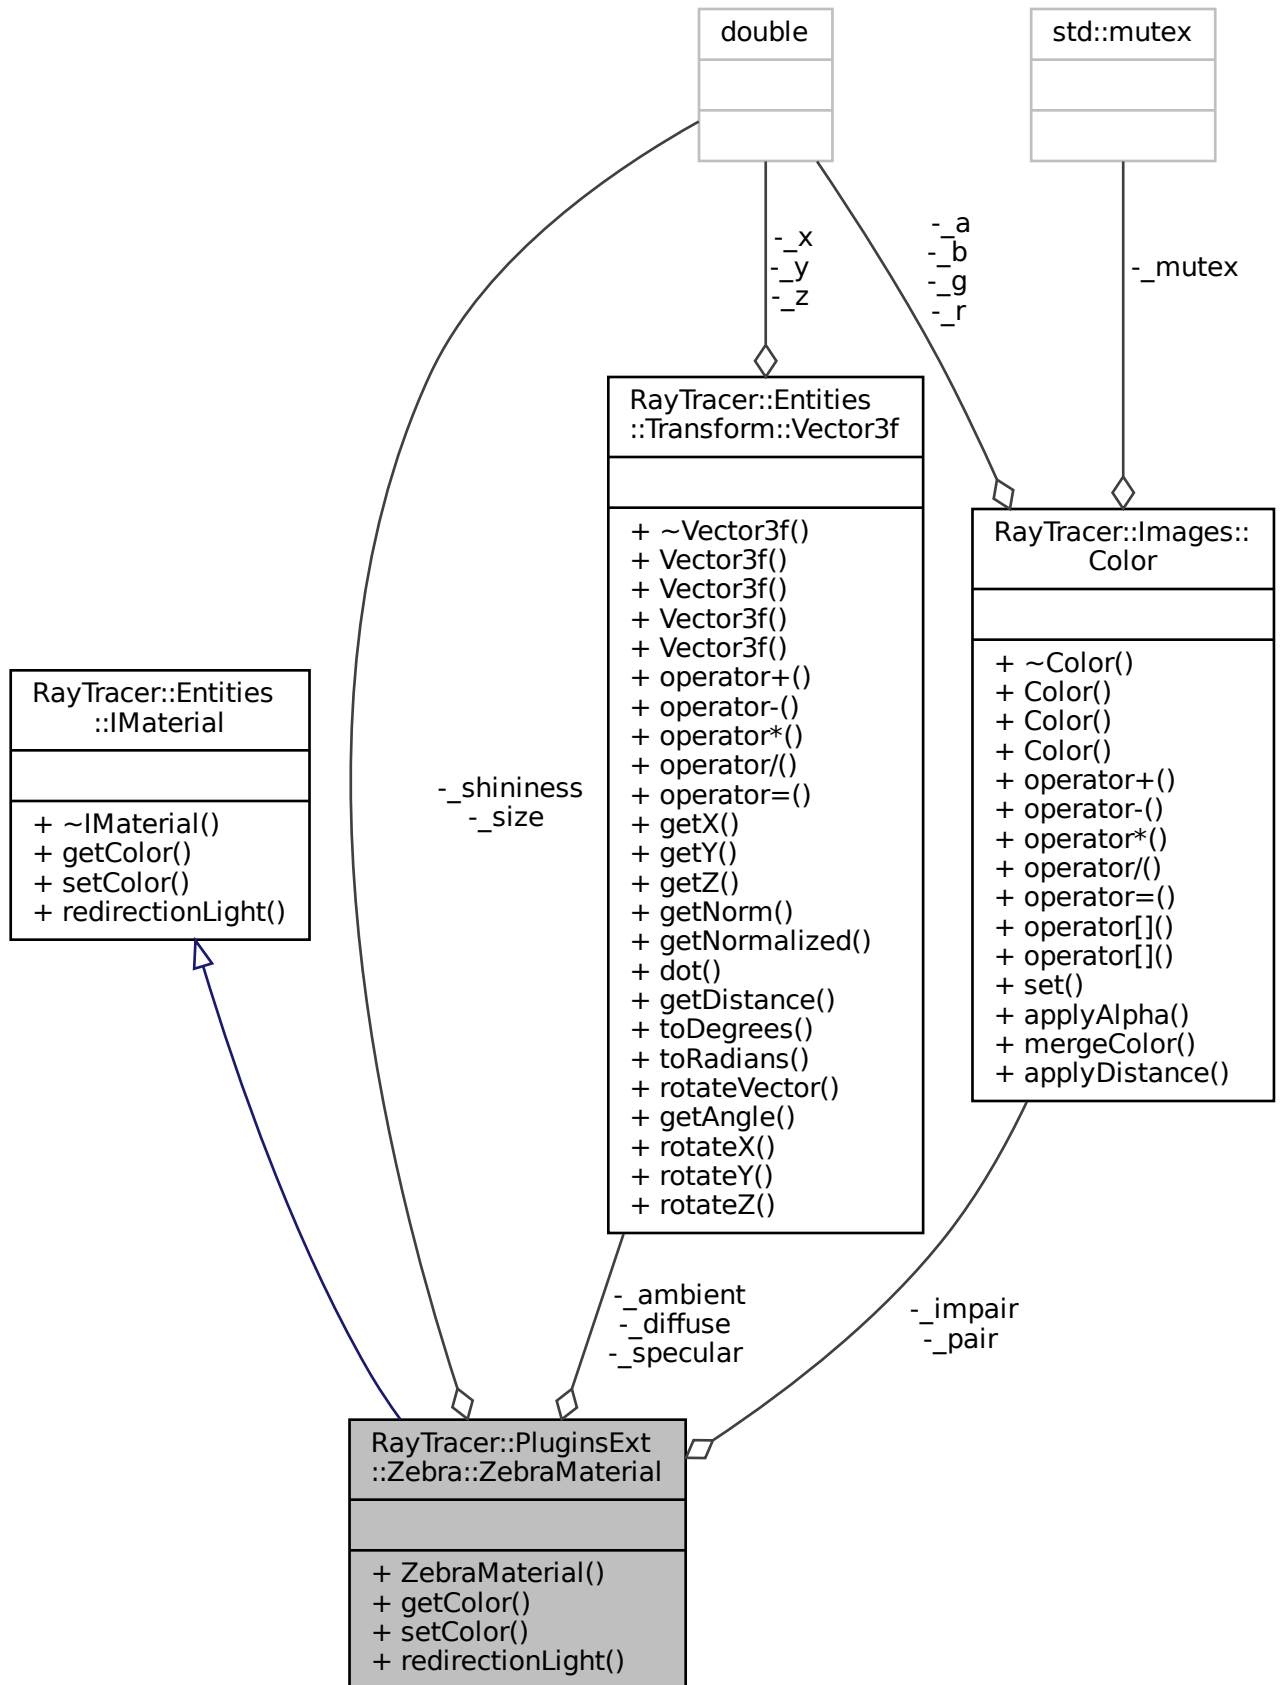 double
std::mutex
-_x
-_y
-_z
-_a
-_b
-_g
-_r
-_mutex
RayTracer::Entities
::Transform::Vector3f
+ ~Vector3f()
+ Vector3f()
+ Vector3f()
+ Vector3f()
+ Vector3f()
+ operator+()
+ operator-()
+ operator*()
+ operator/()
+ operator=()
+ getX()
+ getY()
+ getZ()
+ getNorm()
+ getNormalized()
+ dot()
+ getDistance()
+ toDegrees()
+ toRadians()
+ rotateVector()
+ getAngle()
+ rotateX()
+ rotateY()
+ rotateZ()
RayTracer::Images::
Color
+ ~Color()
+ Color()
+ Color()
+ Color()
+ operator+()
+ operator-()
+ operator*()
+ operator/()
+ operator=()
+ operator[]()
+ operator[]()
+ set()
+ applyAlpha()
+ mergeColor()
+ applyDistance()
RayTracer::Entities
::IMaterial
+ ~IMaterial()
+ getColor()
+ setColor()
+ redirectionLight()
-_shininess
-_size
-_ambient
-_diffuse
-_specular
-_impair
-_pair
RayTracer::PluginsExt
::Zebra::ZebraMaterial
+ ZebraMaterial()
+ getColor()
+ setColor()
+ redirectionLight()